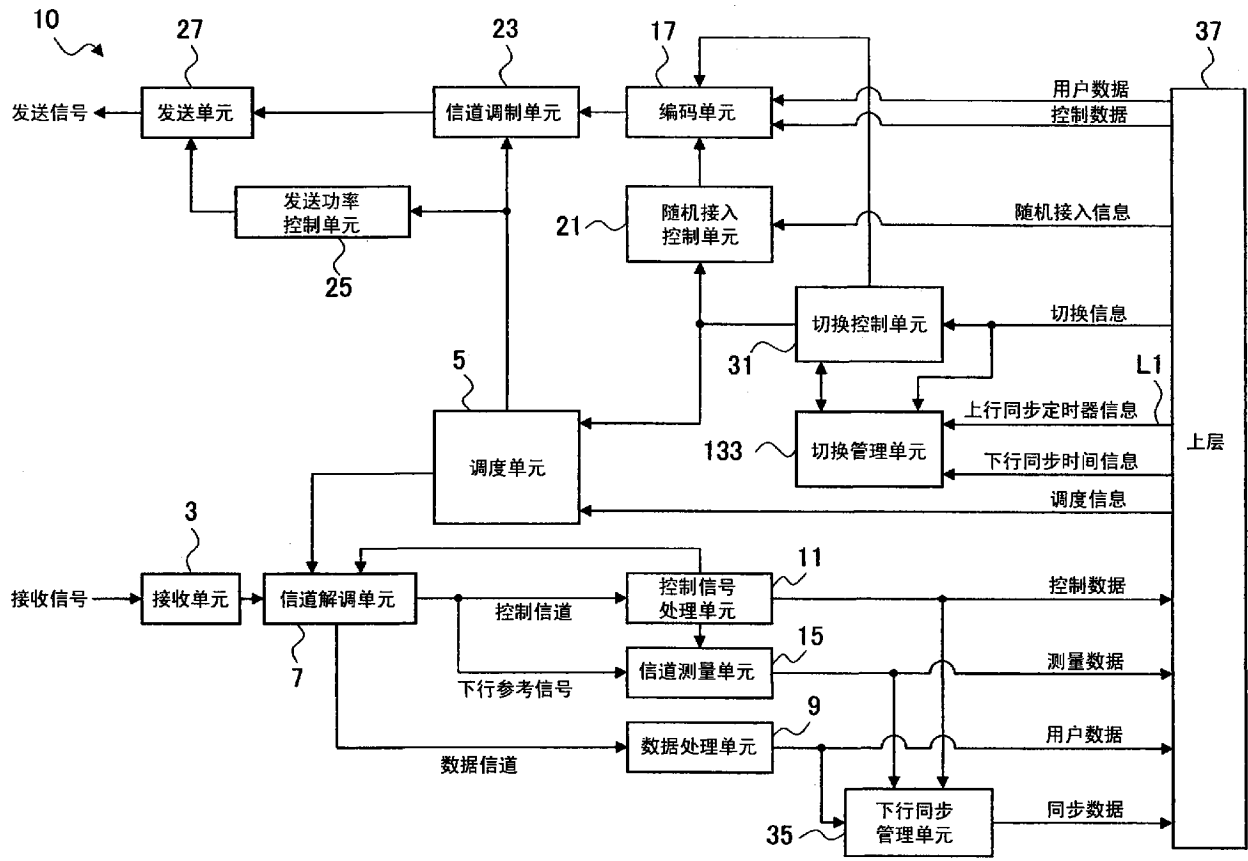 10
27
23
17
37
发送信号
发送单元
信道调制单元
编码单元
用户数据
控制数据
发送功率
控制单元
25
21
随机接入
控制单元
随机接入信息
切换控制单元
31
切换信息
5
调度单元
L1
上行同步定时器信息
133
切换管理单元
下行同步时间信息
上层
调度信息
3
接收信号
接收单元
信道解调单元
7
控制信道
控制信号
处理单元
11
控制数据
下行参考信号
信道测量单元
15
测量数据
数据信道
数据处理单元
9
用户数据
下行同步
管理单元
35
同步数据